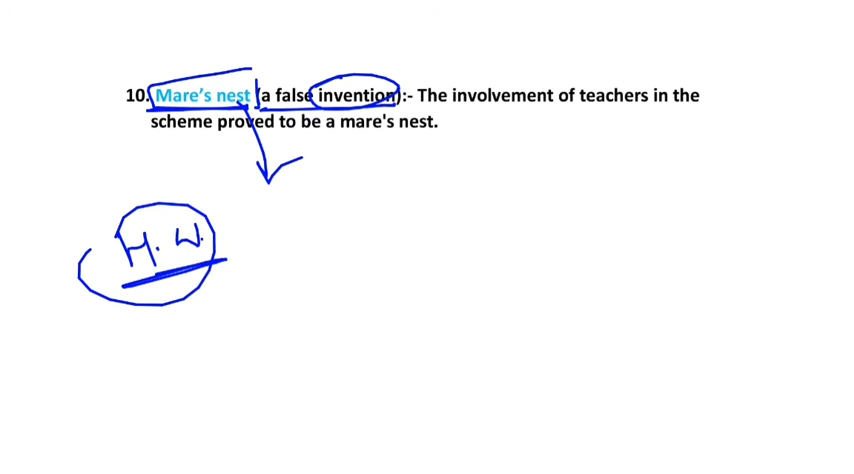 10. Mare's nest (a false invention):- The involvement of teachers in the
scheme proved to be a mare's nest.
H.W.